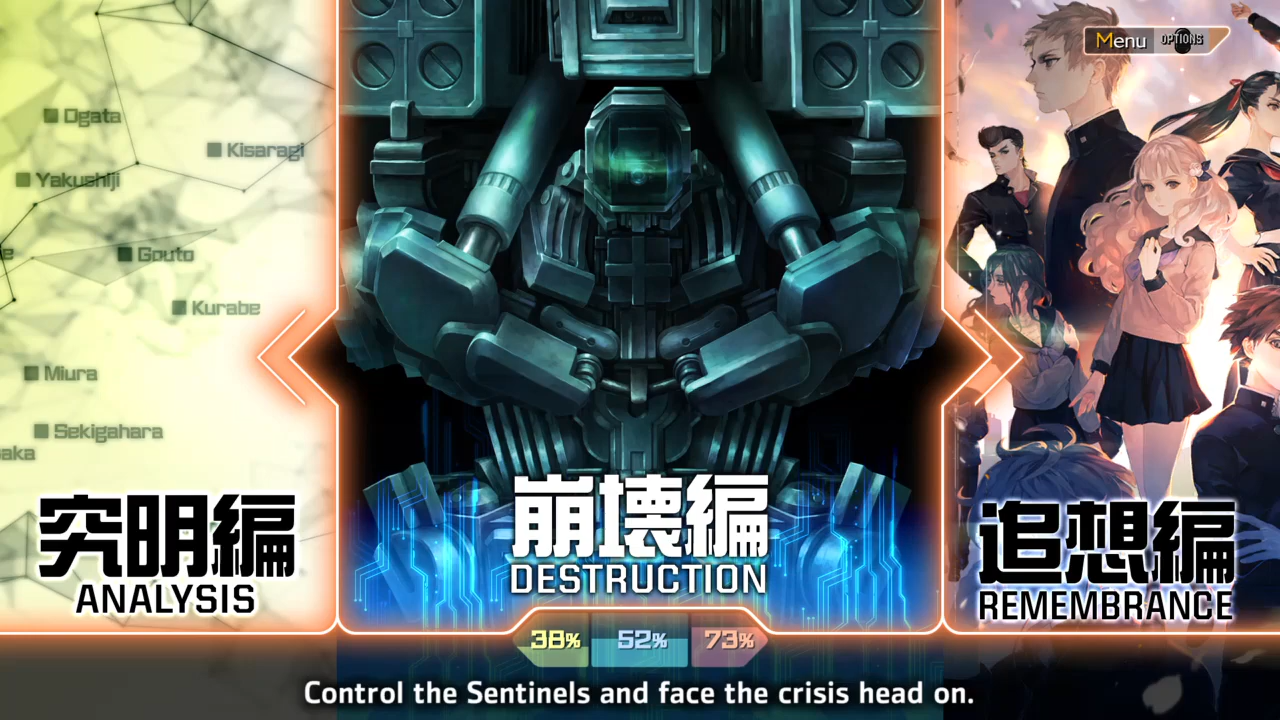 Menu OPTIONS
Ogata
Kisaragi
Yakushiji
Gouto
Kurabe
Miura
Sekigahara
究明編
ANALYSIS
崩壊編
DESTRUCTION
追想編
REMEMBRANCE
38% 52% 73%
Control the Sentinels and face the crisis head on.